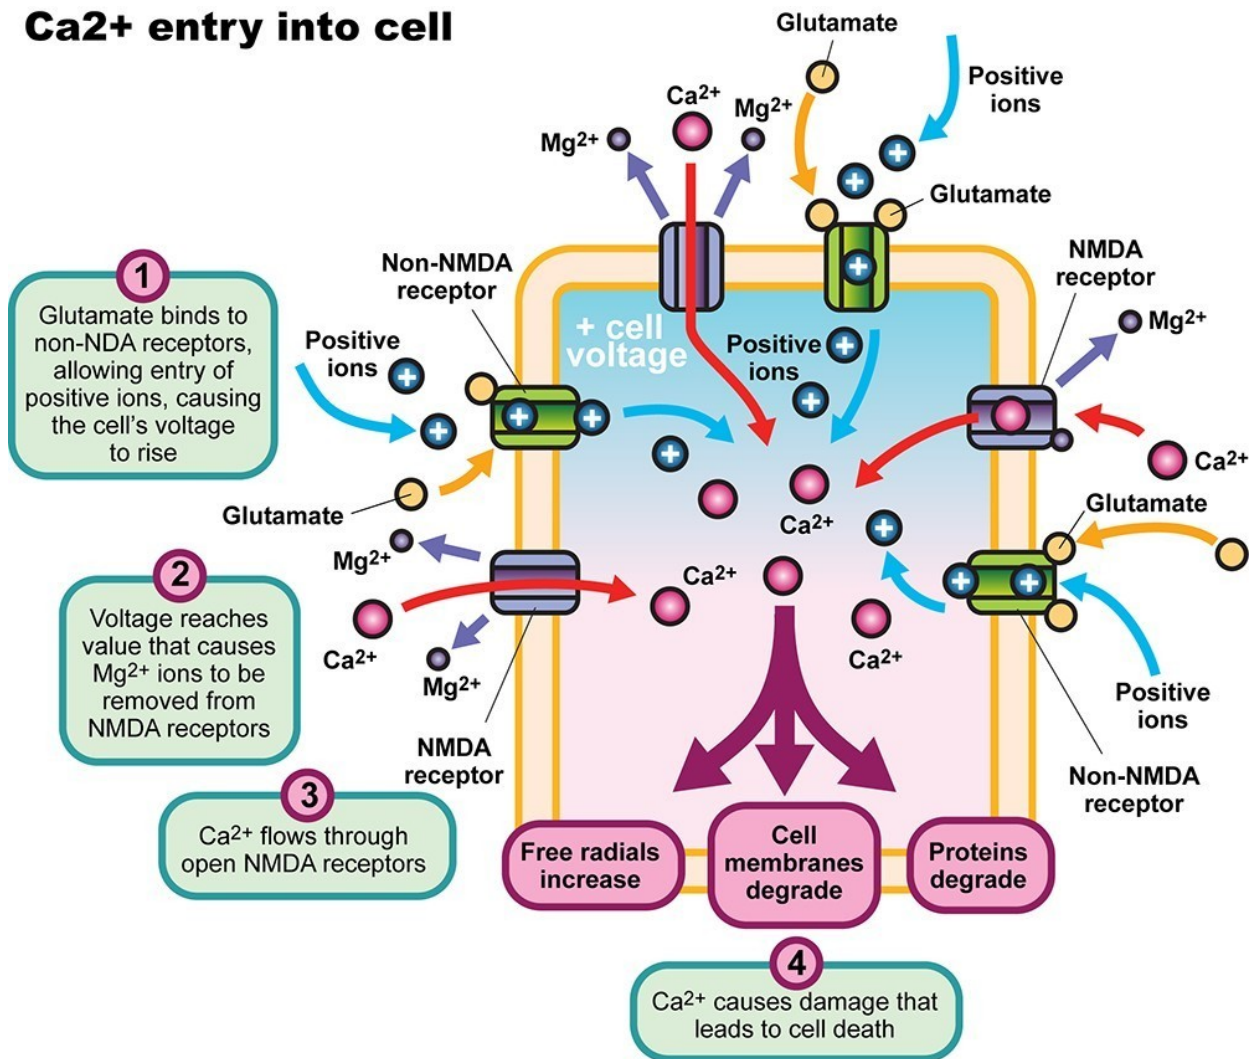 Ca2+ entry into cell
Glutamate
Positive
ions
Ca²⁺
Mg²⁺
Mg²⁺
Glutamate
NMDA
receptor
Non-NMDA
receptor
Mg²⁺
1
Glutamate binds to
non-NDA receptors,
allowing entry of
positive ions, causing
the cell's voltage
to rise
Positive
ions
+ cell
voltage
Positive
ions
Ca²⁺
Glutamate
Glutamate
Ca²⁺
Mg²⁺
2
Voltage reaches
value that causes
Mg²⁺ ions to be
removed from
NMDA receptors
Ca²⁺
Mg²⁺
Ca²⁺
Ca²⁺
Positive
ions
NMDA
receptor
Non-NMDA
receptor
3
Ca²⁺ flows through
open NMDA receptors
Free radials
increase
Cell
membranes
degrade
Proteins
degrade
4
Ca²⁺ causes damage that
leads to cell death